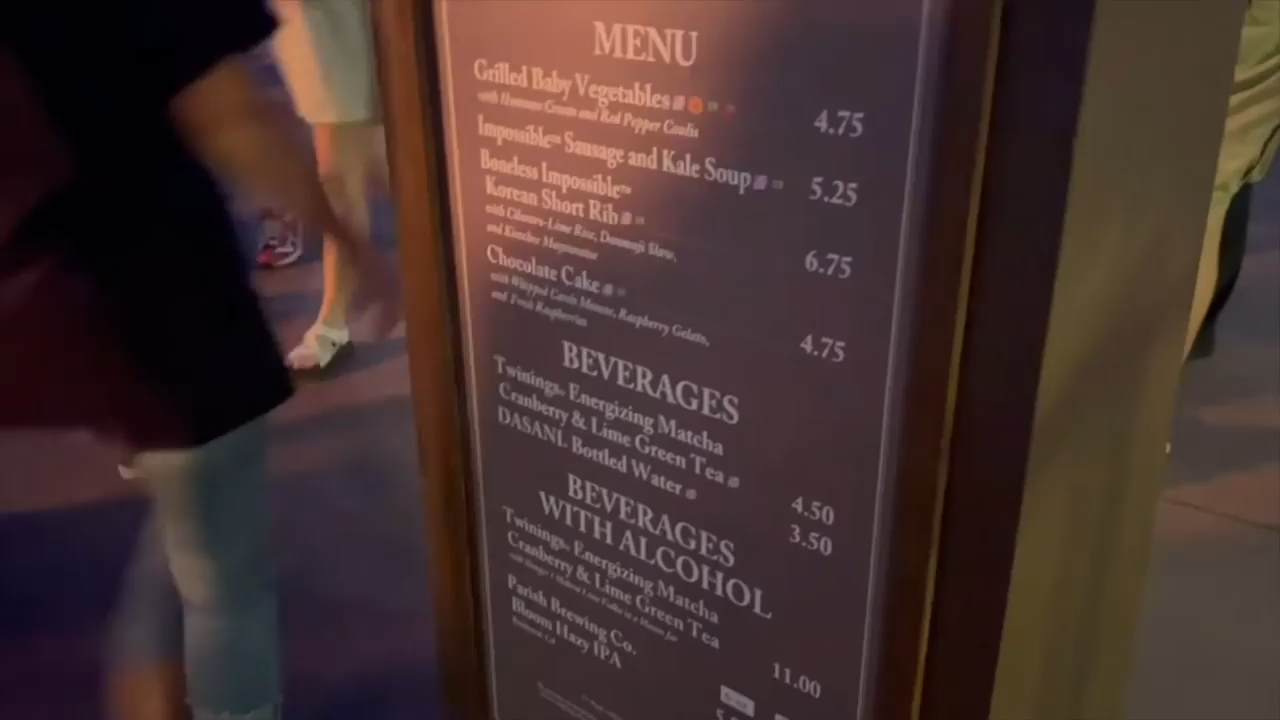 MENU
Grilled Baby Vegetables 4.75
with Hummus Cream and Red Pepper Coulis
Impossible™ Sausage and Kale Soup 5.25
Boneless Impossible™
Korean Short Rib 6.75
with Cilantro-Lime Rice, Danmuji Slaw,
and Kimchee Mayonnaise
Chocolate Cake 4.75
with Whipped Mousse, Raspberry Gelato,
and Fresh Raspberries
BEVERAGES
Twinings® Energizing Matcha
Cranberry & Lime Green Tea 4.50
DASANI® Bottled Water 3.50
BEVERAGES
WITH ALCOHOL
Twinings® Energizing Matcha
Cranberry & Lime Green Tea 11.00
Parish Brewing Co.
Bloom Hazy IPA